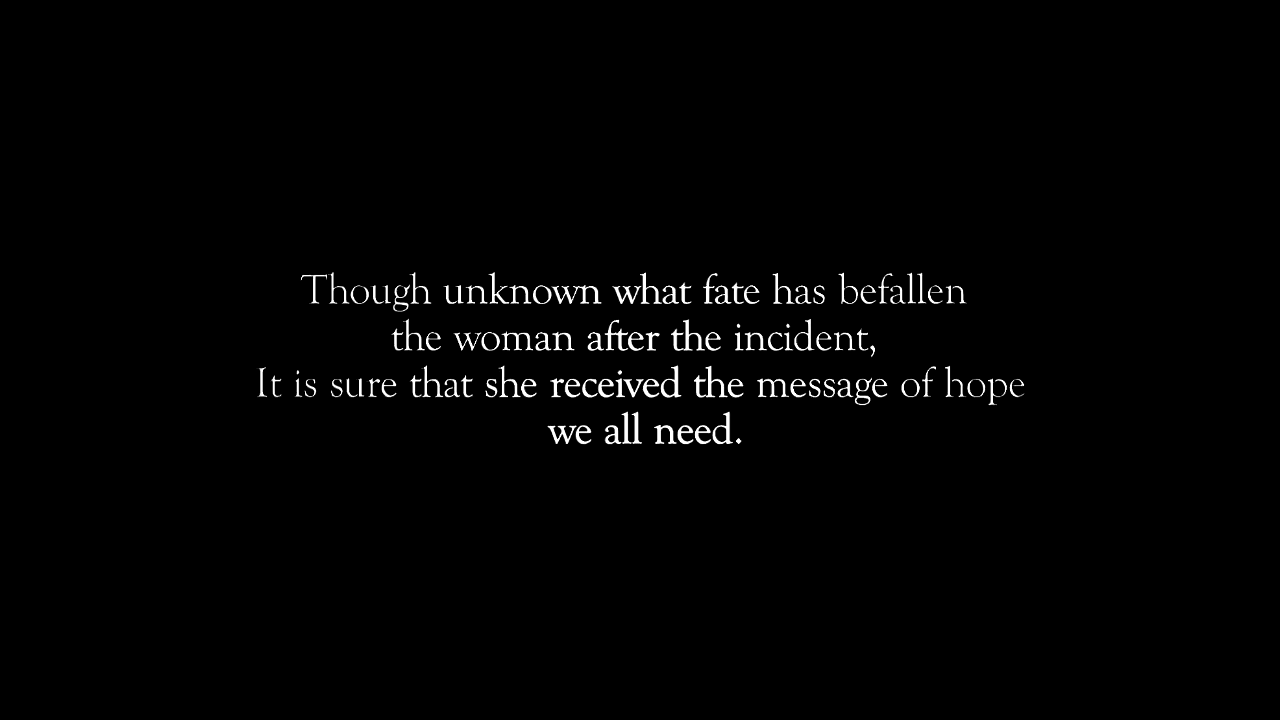 Though unknown what fate has befallen
the woman after the incident,
It is sure that she received the message of hope
we all need.